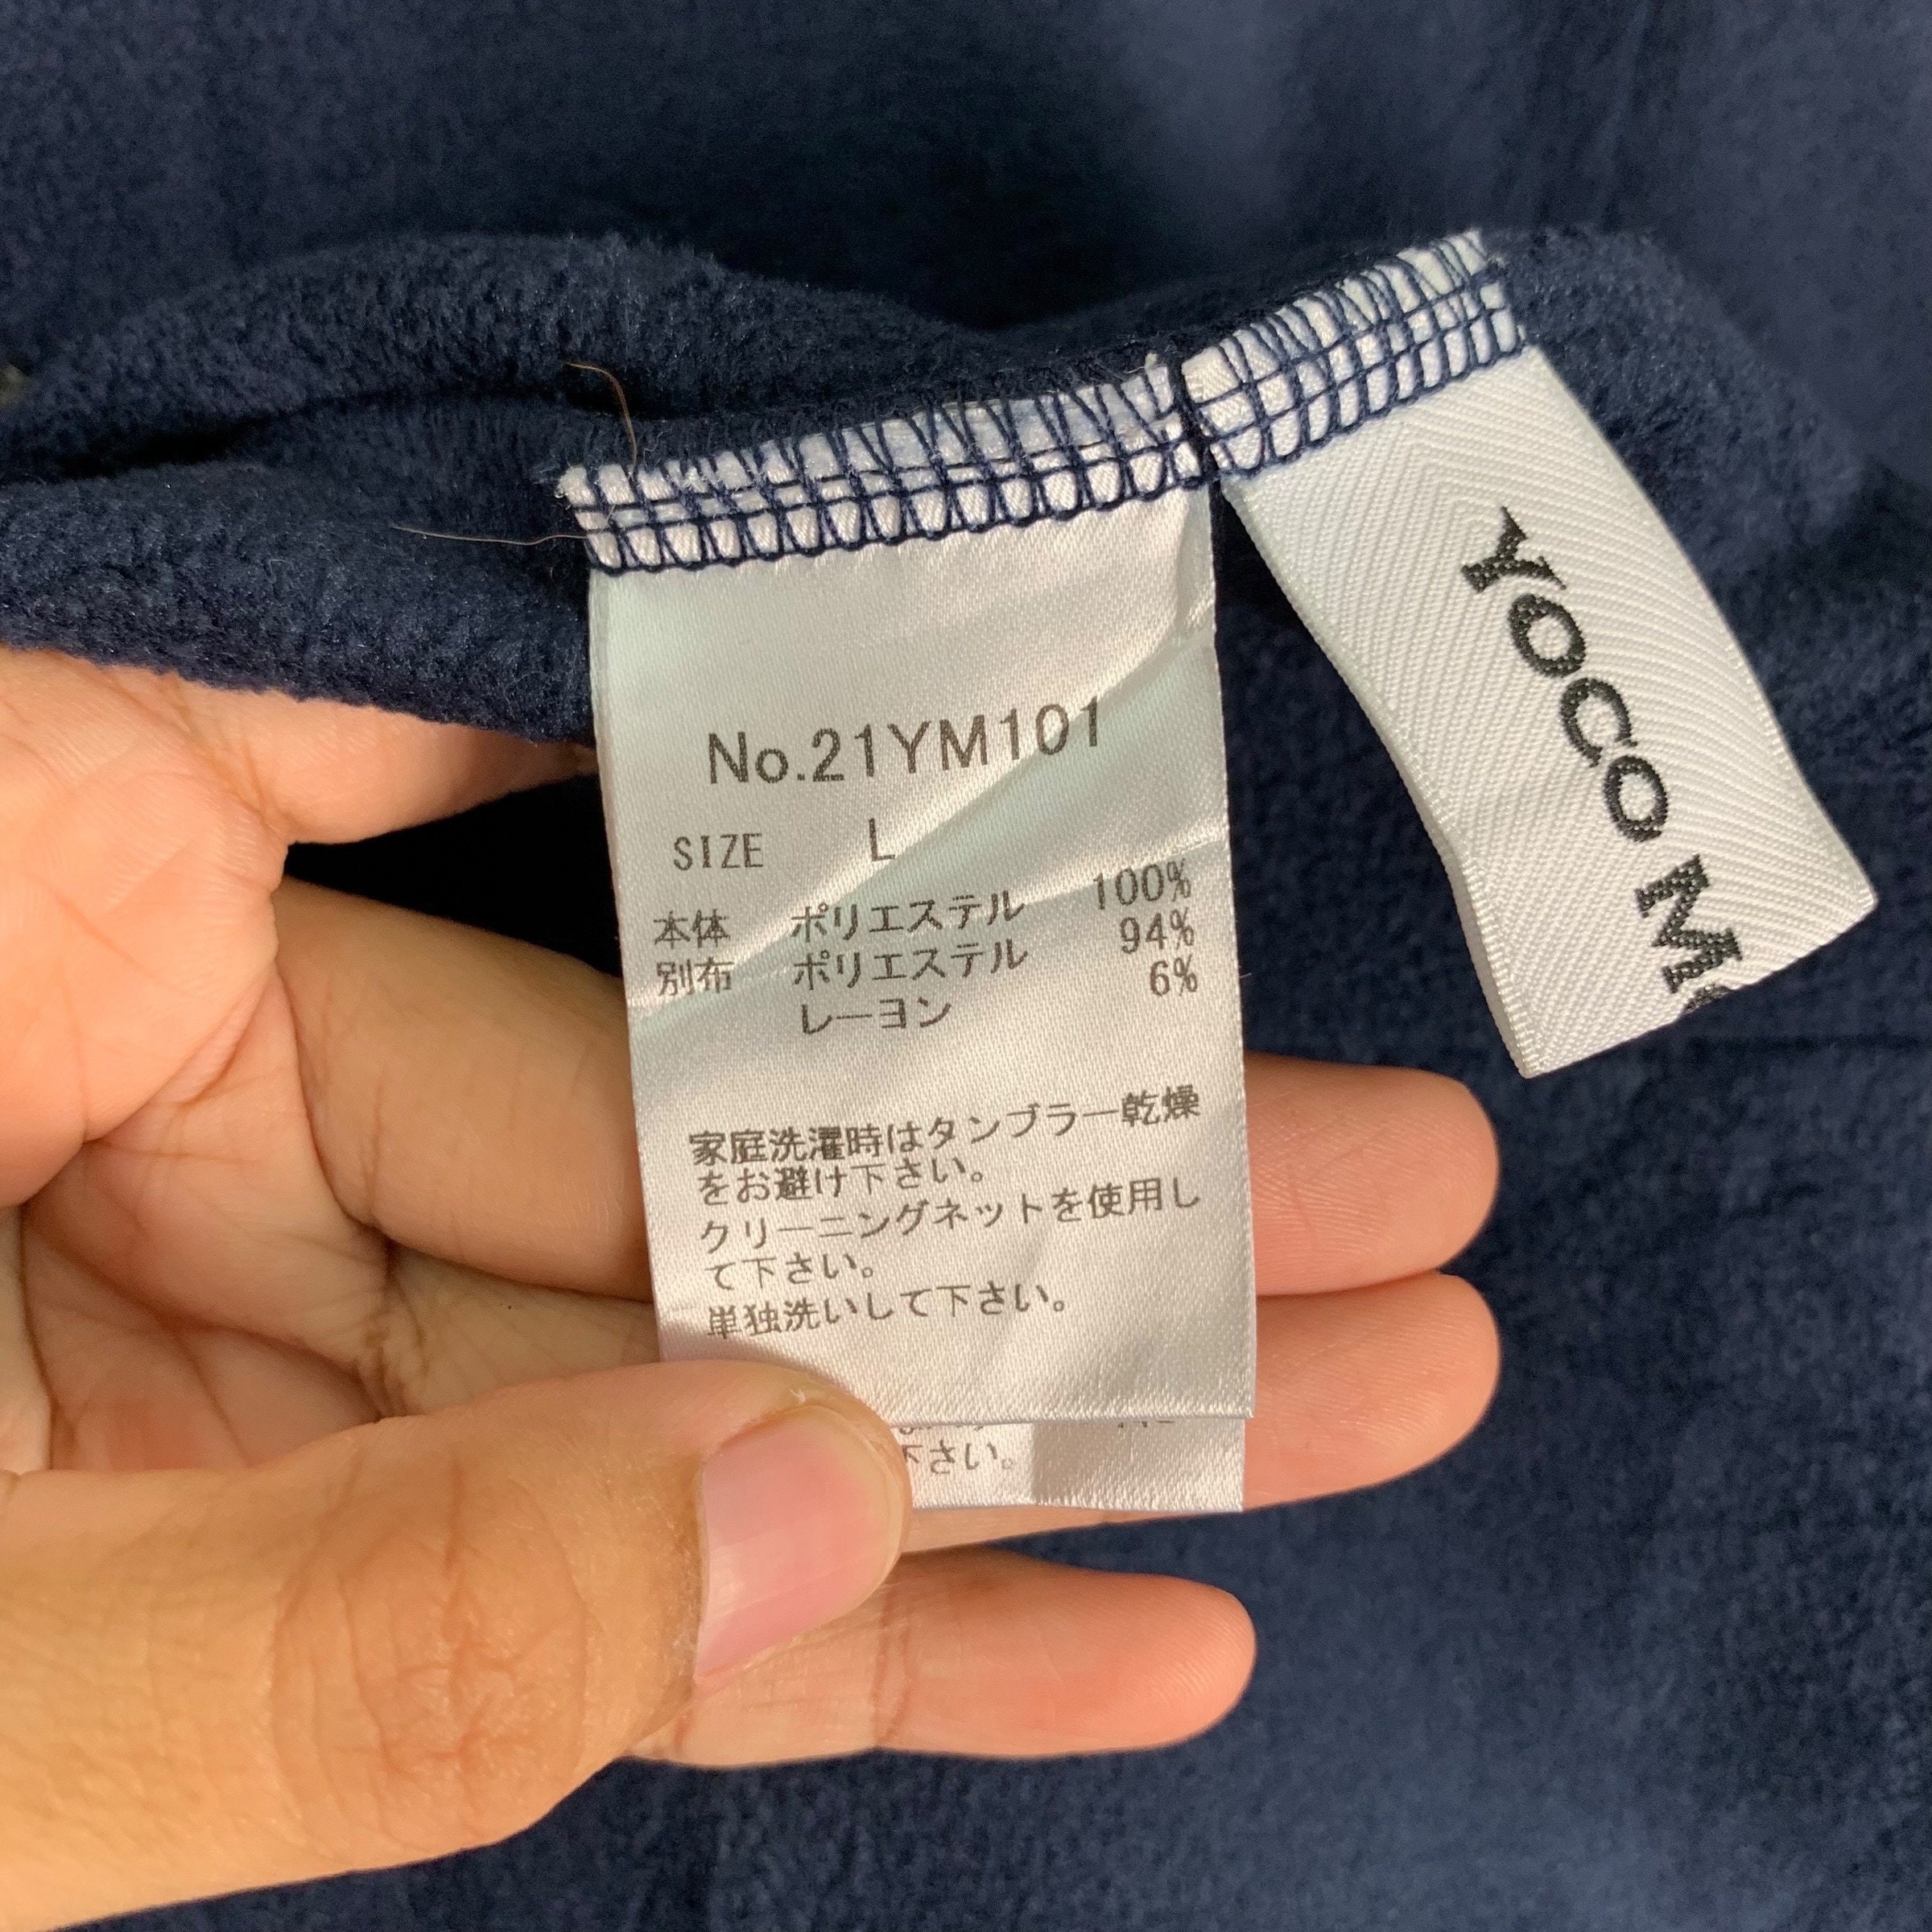 No.21YM101
SIZE L
本体 ポリエステル 100%
別布 ポリエステル 94%
レーヨン 6%
家庭洗濯時はタンブラー乾燥
をお避け下さい。
クリーニングネットを使用し
て下さい。
単独洗いして下さい。
下さい。
YOCO